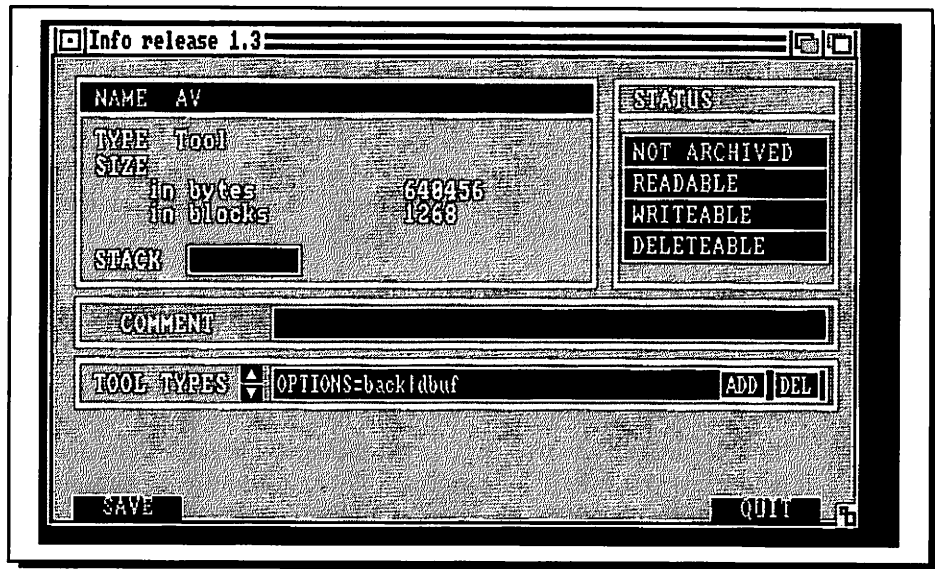 Info release 1.3
NAME AV
STATUS
TYPE Tool
SIZE
in bytes 640456
in blocks 1268
STACK
NOT ARCHIVED
READABLE
WRITEABLE
DELETEABLE
COMMENT
TOOL TYPES OPTIONS=back|dbuf ADD DEL
SAVE QUIT